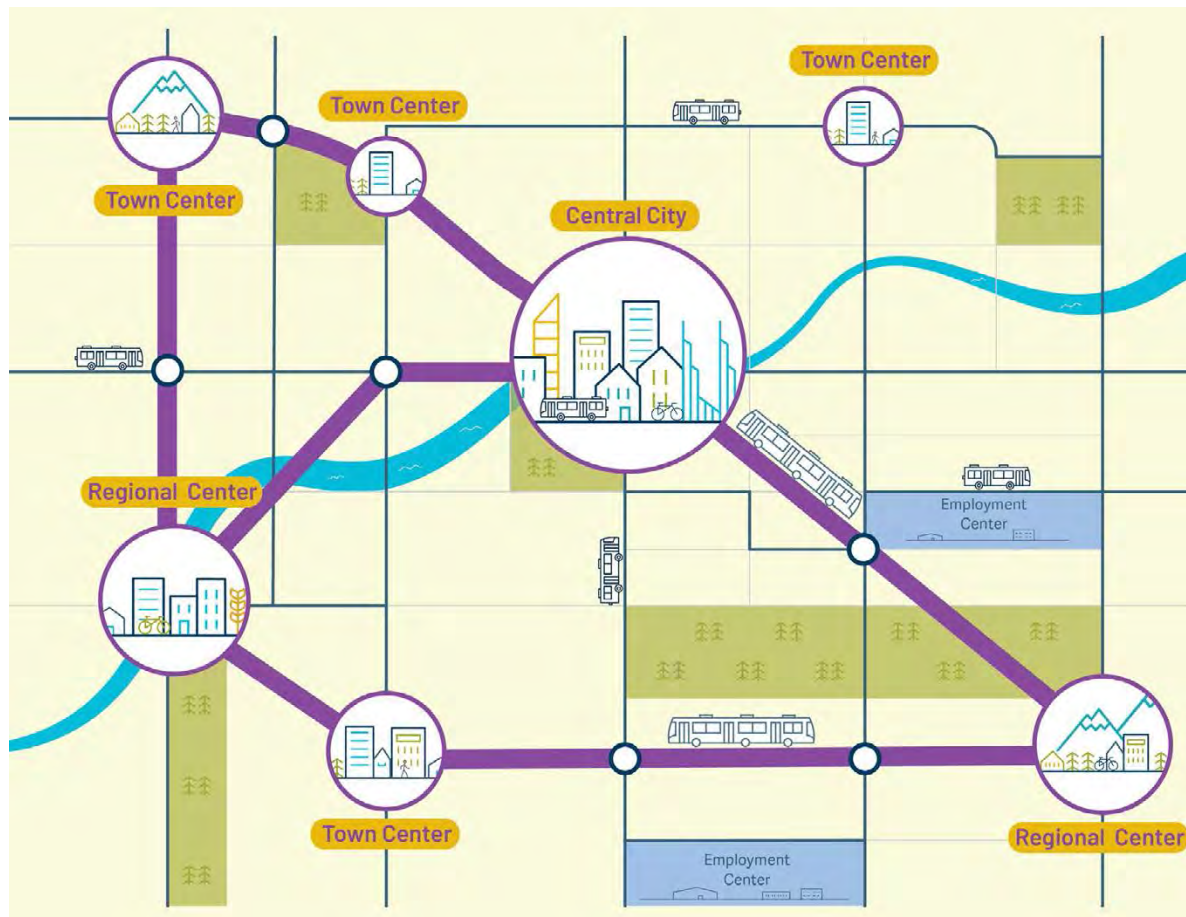 Town Center
Town Center
Town Center
Central City
Regional Center
Employment
Center
Town Center
Regional Center
Employment
Center